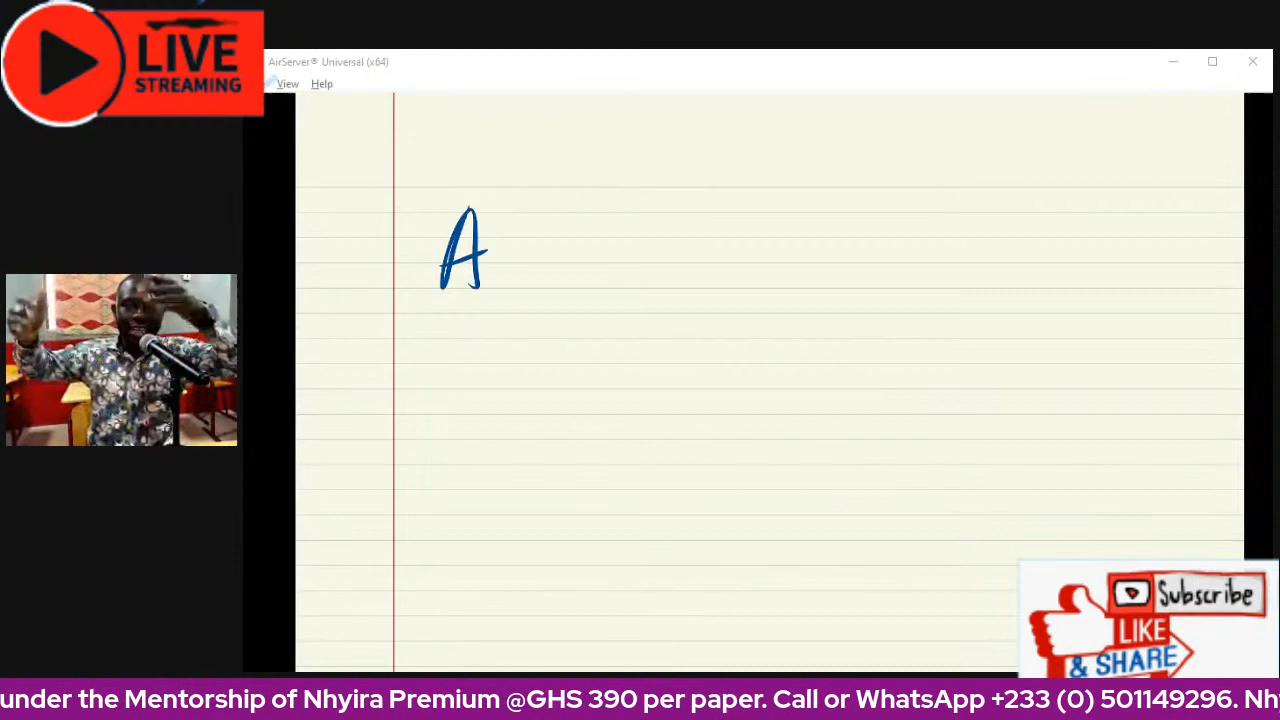 LIVE
STREAMING
AirServer® Universal (x64)
View Help
A
Subscribe
LIKE
& SHARE
under the Mentorship of Nhyira Premium @GHS 390 per paper. Call or WhatsApp +233 (0) 501149296. Nhy